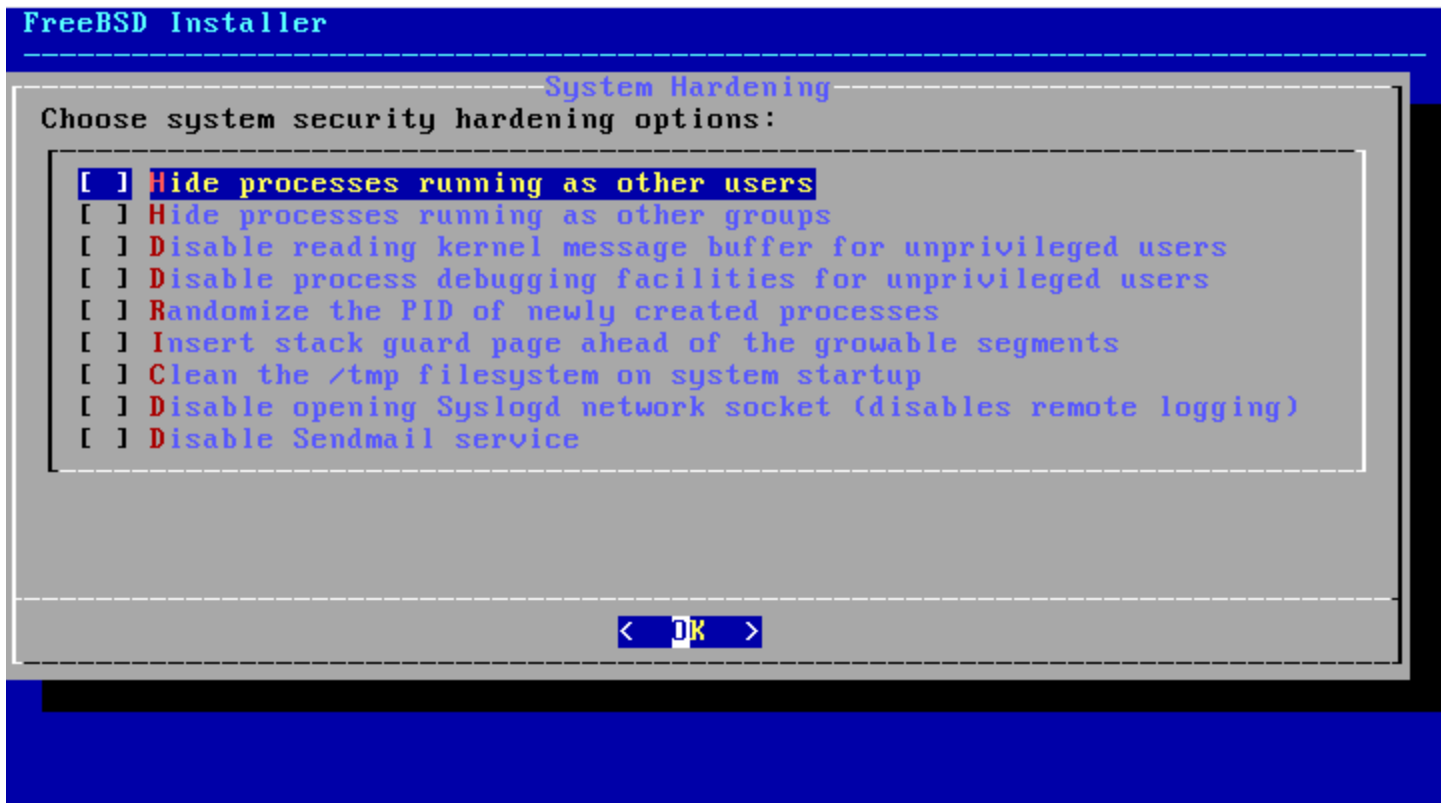 FreeBSD Installer
System Hardening
Choose system security hardening options:
[ ] Hide processes running as other users
[ ] Hide processes running as other groups
[ ] Disable reading kernel message buffer for unprivileged users
[ ] Disable process debugging facilities for unprivileged users
[ ] Randomize the PID of newly created processes
[ ] Insert stack guard page ahead of the growable segments
[ ] Clean the /tmp filesystem on system startup
[ ] Disable opening Syslogd network socket (disables remote logging)
[ ] Disable Sendmail service
< OK >